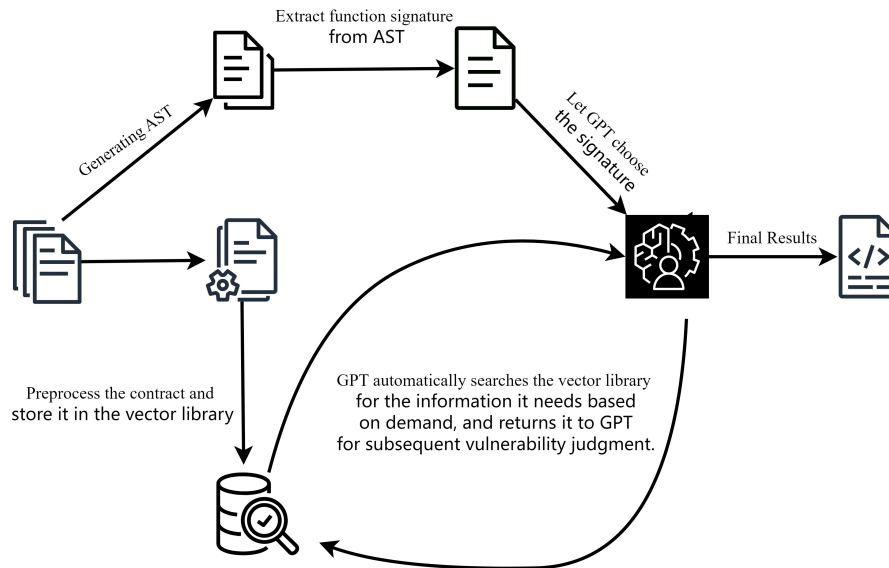 Extract function signature
from AST
Generating AST
Let GPT choose
the signature
Final Results
</>
Preprocess the contract and
store it in the vector library
GPT automatically searches the vector library
for the information it needs based
on demand, and returns it to GPT
for subsequent vulnerability judgment.